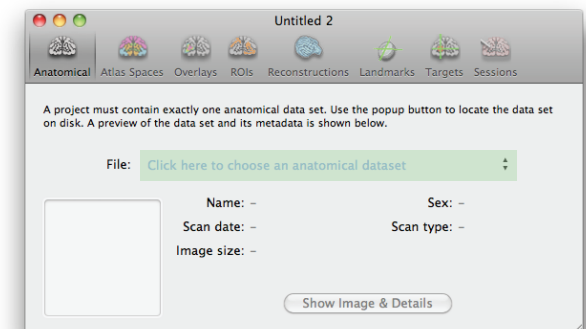 Untitled 2
Anatomical Atlas Spaces Overlays ROIs Reconstructions Landmarks Targets Sessions
A project must contain exactly one anatomical data set. Use the popup button to locate the data set
on disk. A preview of the data set and its metadata is shown below.
File: Click here to choose an anatomical dataset
Name: – Sex: –
Scan date: – Scan type: –
Image size: –
Show Image & Details